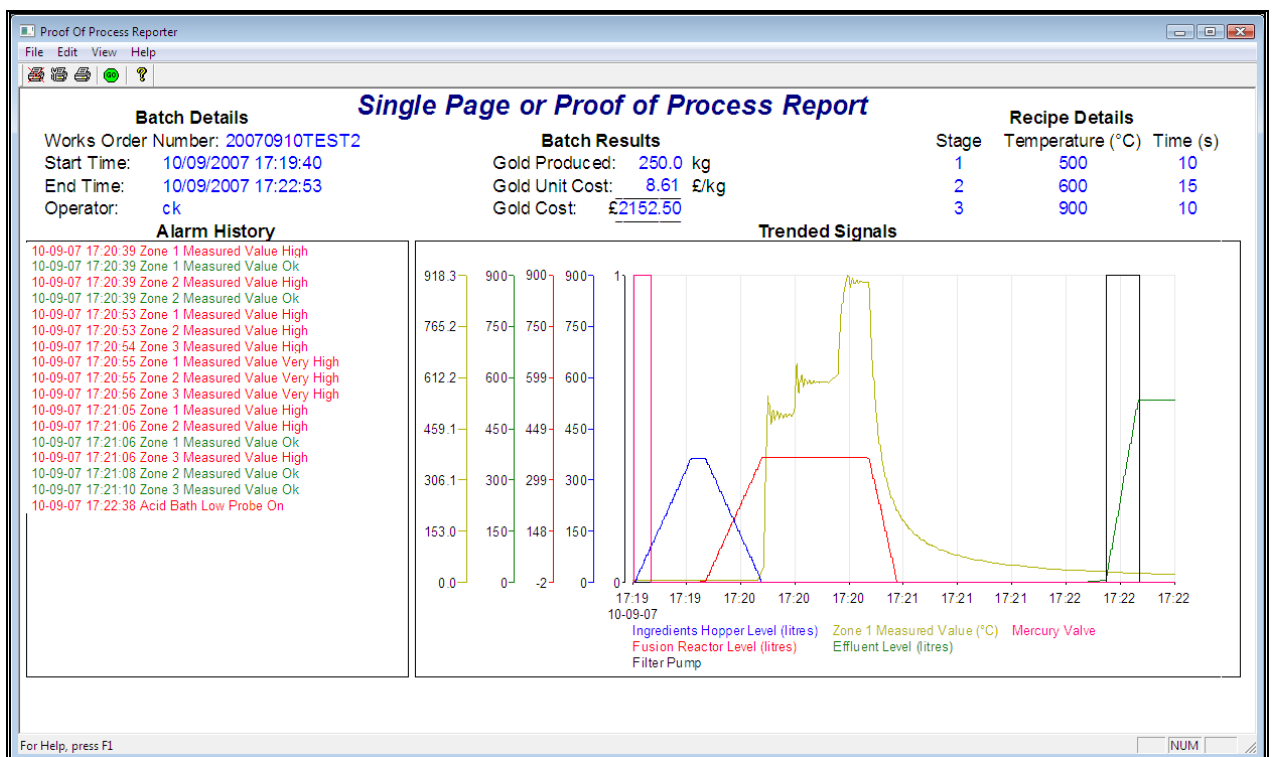 Proof Of Process Reporter
File Edit View Help
GO ?
Single Page or Proof of Process Report
Batch Details
Works Order Number: 20070910TEST2
Start Time: 10/09/2007 17:19:40
End Time: 10/09/2007 17:22:53
Operator: ck
Batch Results
Gold Produced: 250.0 kg
Gold Unit Cost: 8.61 £/kg
Gold Cost: £2152.50
Recipe Details
Stage Temperature (°C) Time (s)
1 500 10
2 600 15
3 900 10
Alarm History
10-09-07 17:20:39 Zone 1 Measured Value High
10-09-07 17:20:39 Zone 1 Measured Value Ok
10-09-07 17:20:39 Zone 2 Measured Value High
10-09-07 17:20:39 Zone 2 Measured Value Ok
10-09-07 17:20:53 Zone 1 Measured Value High
10-09-07 17:20:53 Zone 2 Measured Value High
10-09-07 17:20:54 Zone 3 Measured Value High
10-09-07 17:20:55 Zone 1 Measured Value Very High
10-09-07 17:20:55 Zone 2 Measured Value Very High
10-09-07 17:20:56 Zone 3 Measured Value Very High
10-09-07 17:21:05 Zone 1 Measured Value High
10-09-07 17:21:06 Zone 2 Measured Value High
10-09-07 17:21:06 Zone 1 Measured Value Ok
10-09-07 17:21:06 Zone 3 Measured Value High
10-09-07 17:21:08 Zone 2 Measured Value Ok
10-09-07 17:21:10 Zone 3 Measured Value Ok
10-09-07 17:22:38 Acid Bath Low Probe On
Trended Signals
918.3 900 900 900 1
765.2 750 750 750
612.2 600 599 600
459.1 450 449 450
306.1 300 299 300
153.0 150 148 150
0.0 0 -2 0 0
17:19 17:19 17:20 17:20 17:20 17:21 17:21 17:21 17:22 17:22 17:22
10-09-07
Ingredients Hopper Level (litres) Zone 1 Measured Value (°C) Mercury Valve
Fusion Reactor Level (litres) Effluent Level (litres)
Filter Pump
For Help, press F1
NUM